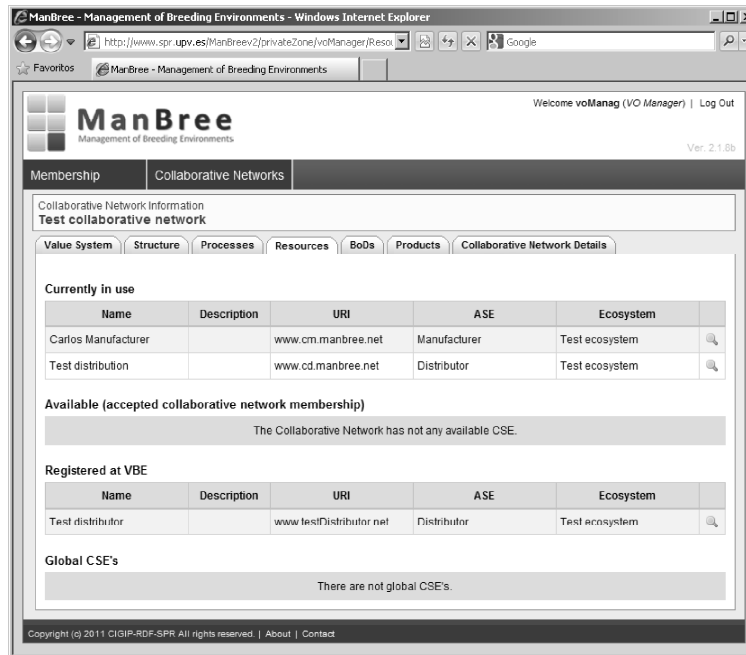 ManBree - Management of Breeding Environments - Windows Internet Explorer
http://www.spr.upv.es/ManBreev2/privateZone/voManager/Resou Google
Favoritos ManBree - Management of Breeding Environments
Welcome voManag (VO Manager) | Log Out
ManBree
Management of Breeding Environments
Ver. 2.1.8b
Membership Collaborative Networks
Collaborative Network Information
Test collaborative network
Value System Structure Processes Resources BoDs Products Collaborative Network Details
Currently in use
Name Description URI ASE Ecosystem
Carlos Manufacturer www.cm.manbree.net Manufacturer Test ecosystem
Test distribution www.cd.manbree.net Distributor Test ecosystem
Available (accepted collaborative network membership)
The Collaborative Network has not any available CSE.
Registered at VBE
Name Description URI ASE Ecosystem
Test distributor www.testDistributor.net Distributor Test ecosystem
Global CSE's
There are not global CSE's.
Copyright (c) 2011 CIGIP-RDF-SPR All rights reserved. | About | Contact